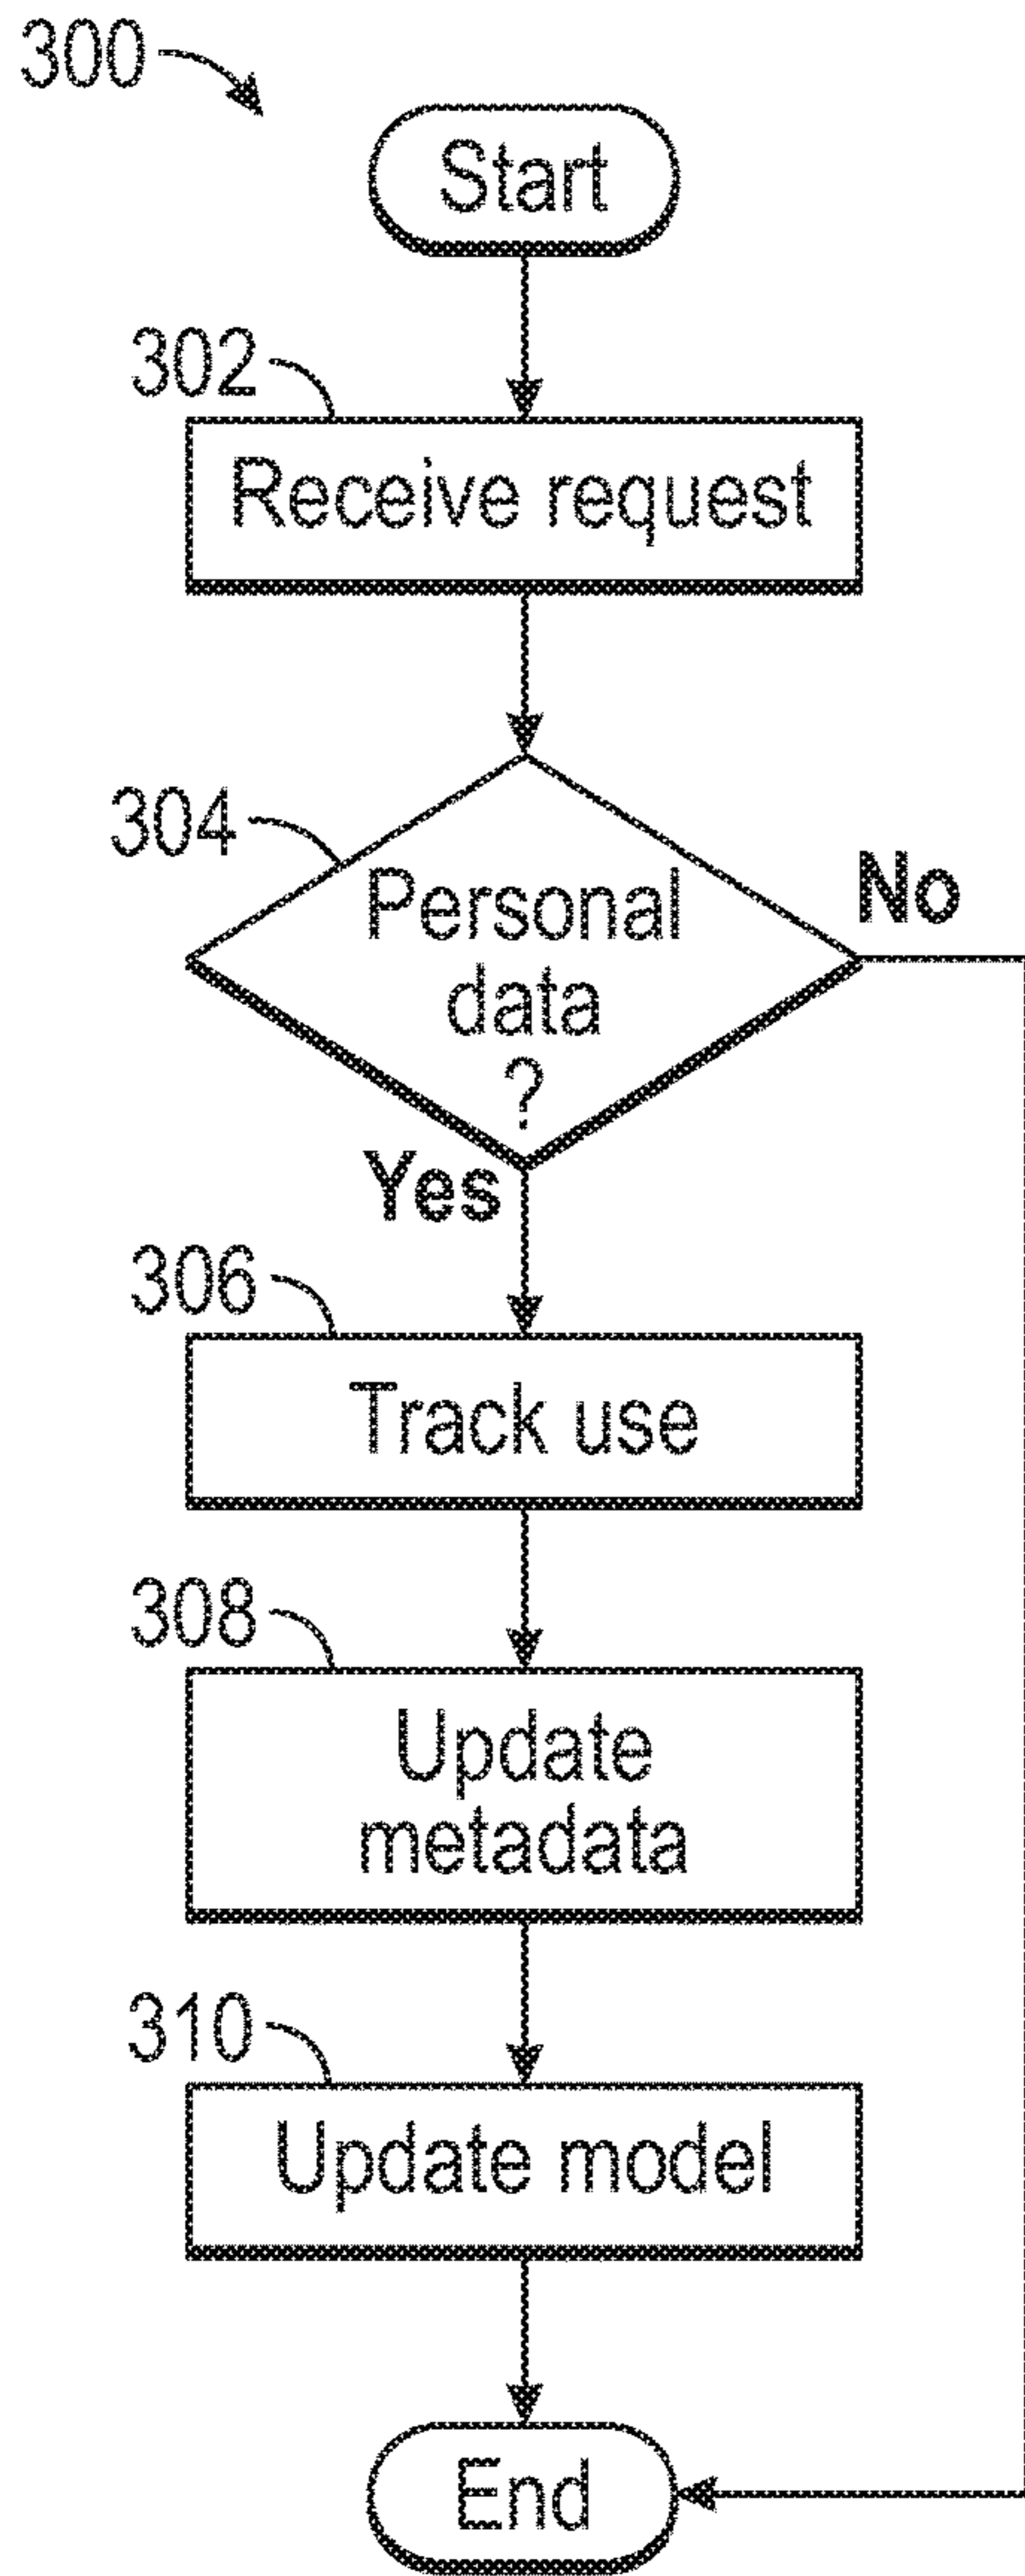 300
Start
302
Receive request
304
Personal
data
?
No
Yes
306
Track use
308
Update
metadata
310
Update model
End